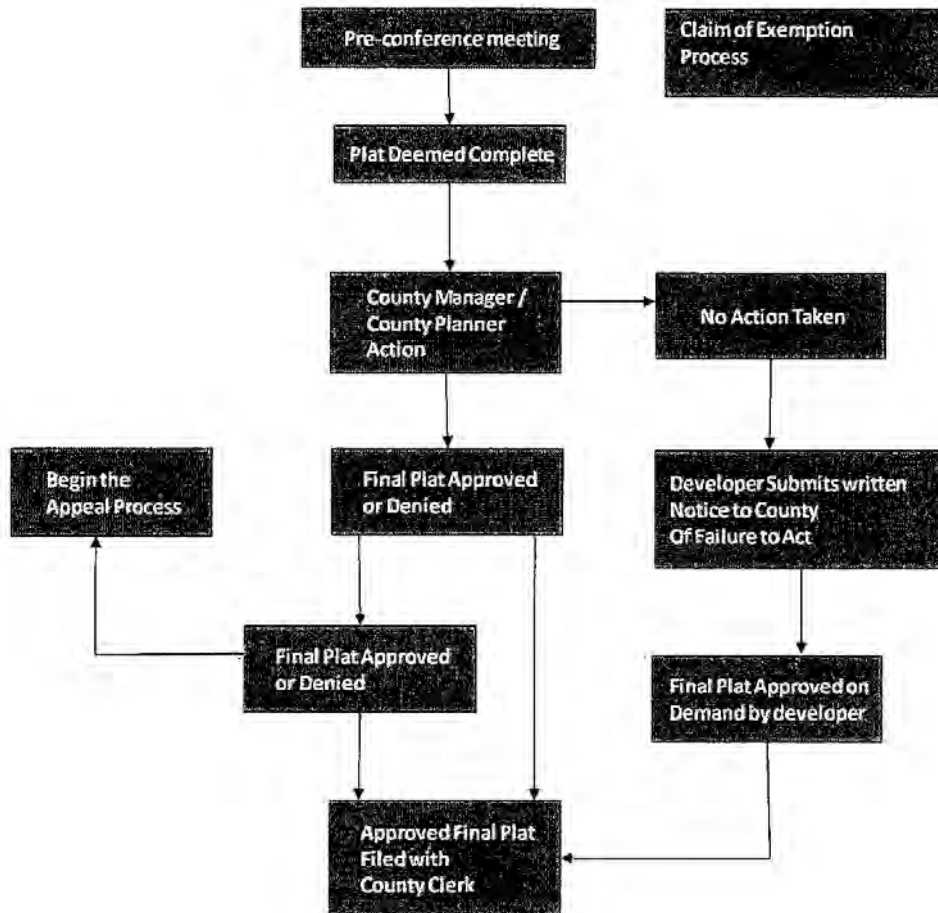 Pre-conference meeting
Claim of Exemption
Process
Plat Deemed Complete
County Manager /
County Planner
Action
No Action Taken
Begin the
Appeal Process
Final Plat Approved
or Denied
Developer Submits written
Notice to County
Of Failure to Act
Final Plat Approved
or Denied
Final Plat Approved on
Demand by developer
Approved Final Plat
Filed with
County Clerk